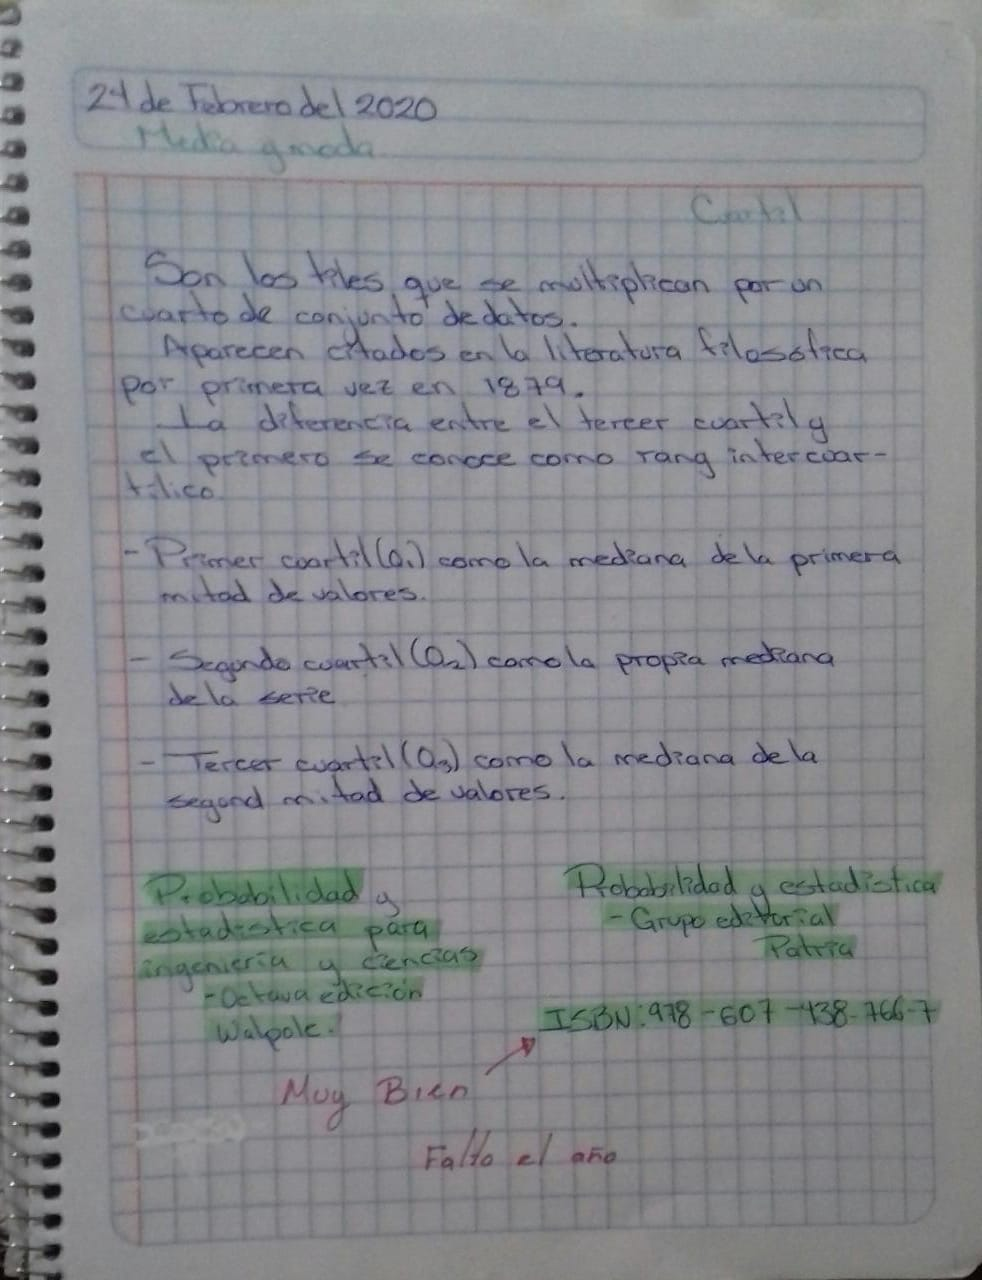 24 de Febrero del 2020
Media y moda
Cuartil
Son los tiles que se multiplican por un
cuarto de conjunto de datos.
Aparecen citados en la literatura filosófica
por primera vez en 1879.
La diferencia entre el tercer cuartil y
el primero se conoce como rang intercuar-
tilico
- Primer cuartil (Q₁) como la mediana de la primera
mitad de valores.
- Segundo cuartil (Q₂) como la propia mediana
de la serie
- Tercer cuartil (Q₃) como la mediana de la
segund mitad de valores.
Probabilidad y
estadistica para
ingenieria y ciencias
- Octava edición
Walpole.
Probabilidad y estadistica
- Grupo editorial
Patria
ISBN: 978-607-438-766-7
Muy Bien
Falto el año